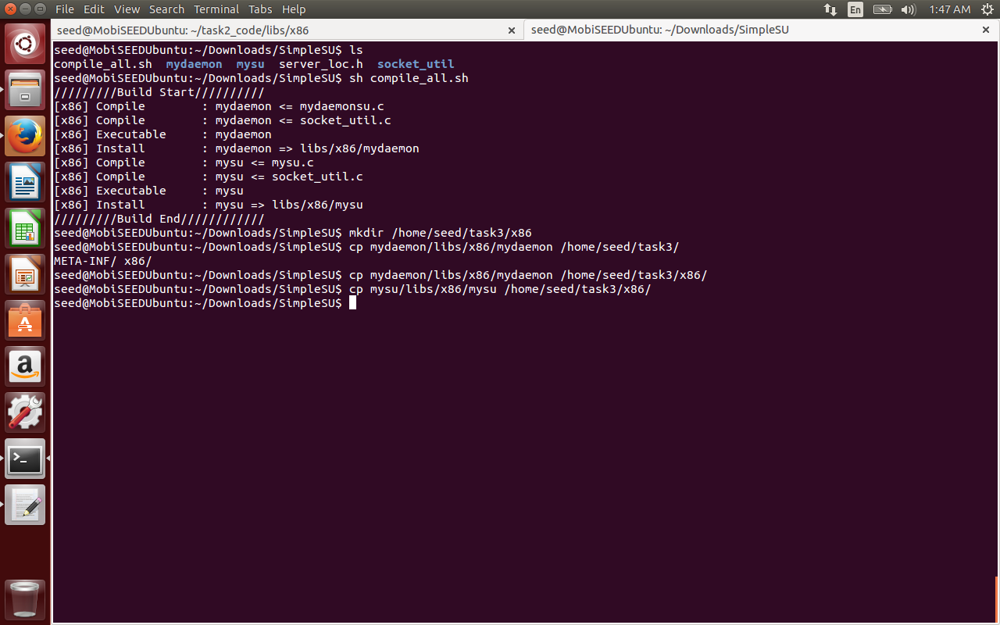 File Edit View Search Terminal Tabs Help
En
1:47 AM
seed@MobiSEEDUbuntu: ~/task2_code/libs/x86 ×
seed@MobiSEEDUbuntu: ~/Downloads/SimpleSU ×
seed@MobiSEEDUbuntu:~/Downloads/SimpleSU$ ls
compile_all.sh  mydaemon  mysu  server_loc.h  socket_util
seed@MobiSEEDUbuntu:~/Downloads/SimpleSU$ sh compile_all.sh
/////////Build Start//////////
[x86] Compile        : mydaemon <= mydaemonsu.c
[x86] Compile        : mydaemon <= socket_util.c
[x86] Executable     : mydaemon
[x86] Install        : mydaemon => libs/x86/mydaemon
[x86] Compile        : mysu <= mysu.c
[x86] Compile        : mysu <= socket_util.c
[x86] Executable     : mysu
[x86] Install        : mysu => libs/x86/mysu
/////////Build End////////////
seed@MobiSEEDUbuntu:~/Downloads/SimpleSU$ mkdir /home/seed/task3/x86
seed@MobiSEEDUbuntu:~/Downloads/SimpleSU$ cp mydaemon/libs/x86/mydaemon /home/seed/task3/
META-INF/ x86/
seed@MobiSEEDUbuntu:~/Downloads/SimpleSU$ cp mydaemon/libs/x86/mydaemon /home/seed/task3/x86/
seed@MobiSEEDUbuntu:~/Downloads/SimpleSU$ cp mysu/libs/x86/mysu /home/seed/task3/x86/
seed@MobiSEEDUbuntu:~/Downloads/SimpleSU$